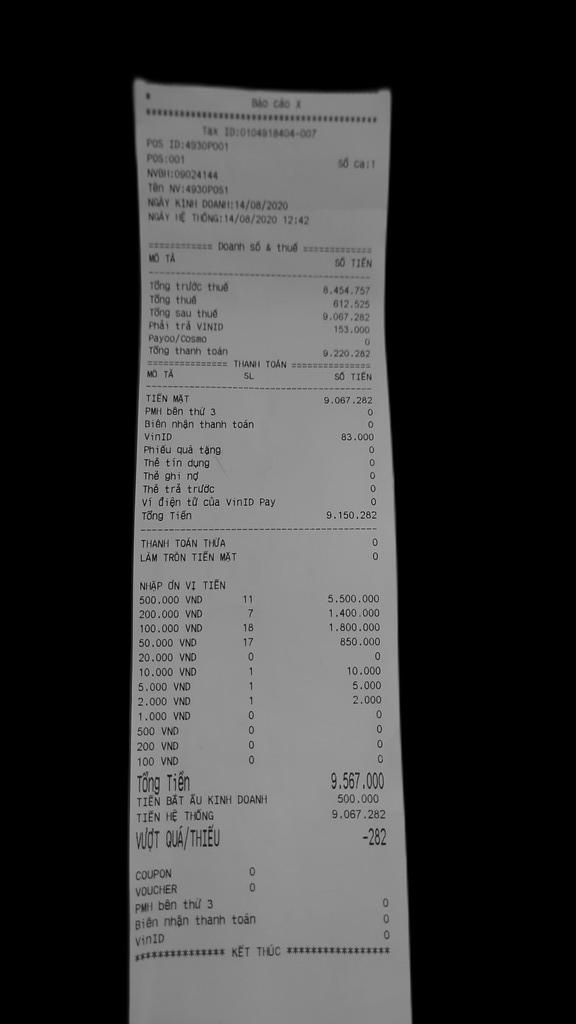 *
Báo cáo X
*************************************
Tax ID:0104918404-007
POS ID:4930P001
POS:001 Số ca:1
NVBH:09024144
Tên NV:4930POS1
NGÀY KINH DOANH:14/08/2020
NGÀY HỆ THỐNG:14/08/2020 12:42
============ Doanh số & thuế ============
MÔ TẢ SỐ TIỀN
Tổng trước thuế 8.454.757
Tổng thuế 612.525
Tổng sau thuế 9.067.282
Phải trả VINID 153.000
Payoo/Cosmo 0
Tổng thanh toán 9.220.282
=============== THANH TOÁN ===============
MÔ TẢ SL SỐ TIỀN
TIỀN MẶT 9.067.282
PMH bên thứ 3 0
Biên nhận thanh toán 0
VinID 83.000
Phiếu quà tặng 0
Thẻ tín dụng 0
Thẻ ghi nợ 0
Thẻ trả trước 0
Ví điện tử của VinID Pay 0
Tổng Tiền 9.150.282
THANH TOÁN THỪA 0
LÀM TRÒN TIỀN MẶT 0
NHẬP ƠN VỊ TIỀN
500.000 VND 11 5.500.000
200.000 VND 7 1.400.000
100.000 VND 18 1.800.000
50.000 VND 17 850.000
20.000 VND 0 0
10.000 VND 1 10.000
5.000 VND 1 5.000
2.000 VND 1 2.000
1.000 VND 0 0
500 VND 0 0
200 VND 0 0
100 VND 0 0
Tổng Tiền 9.567.000
TIỀN BẮT ẦU KINH DOANH 500.000
TIỀN HỆ THỐNG 9.067.282
VƯỢT QUÁ/THIẾU -282
COUPON 0
VOUCHER 0
PMH bên thứ 3 0
Biên nhận thanh toán 0
VinID 0
*************** KẾT THÚC *****************